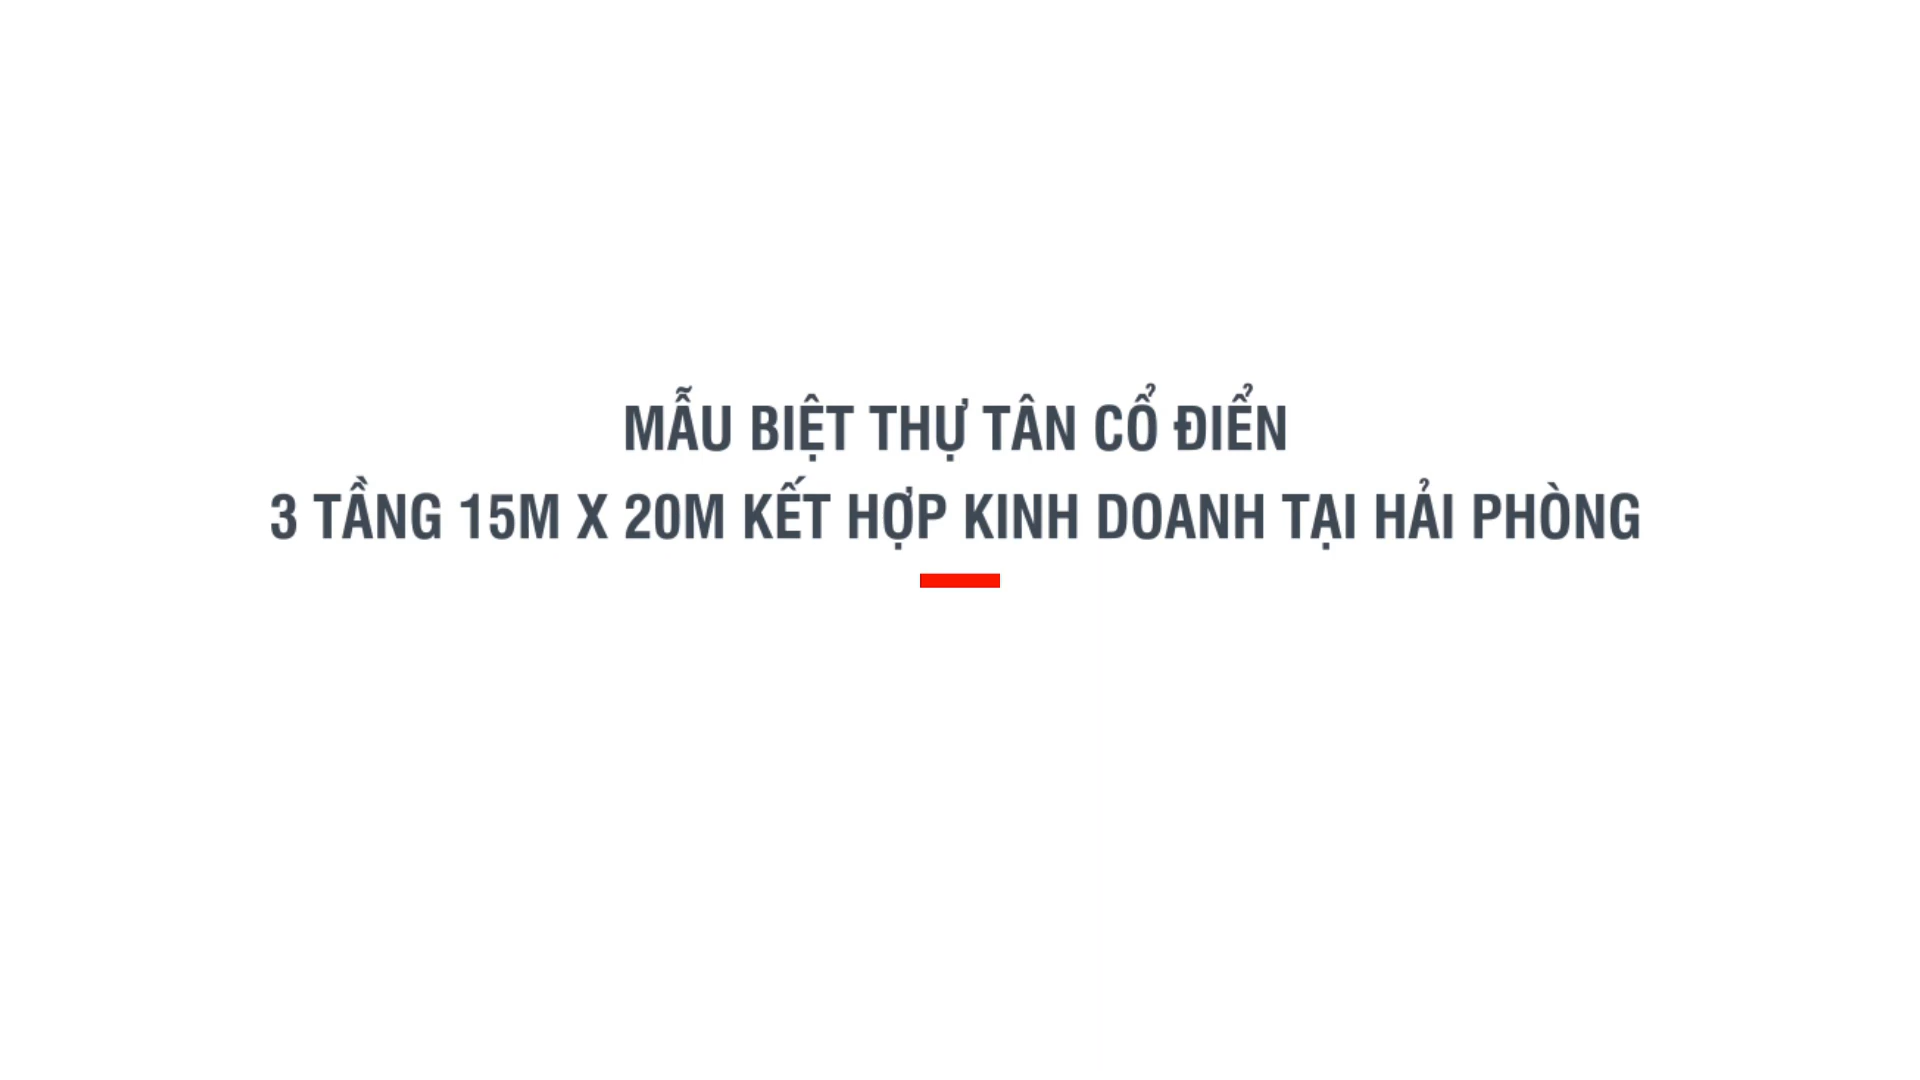 MẪU BIỆT THỰ TÂN CỔ ĐIỂN
3 TẦNG 15M X 20M KẾT HỢP KINH DOANH TẠI HẢI PHÒNG